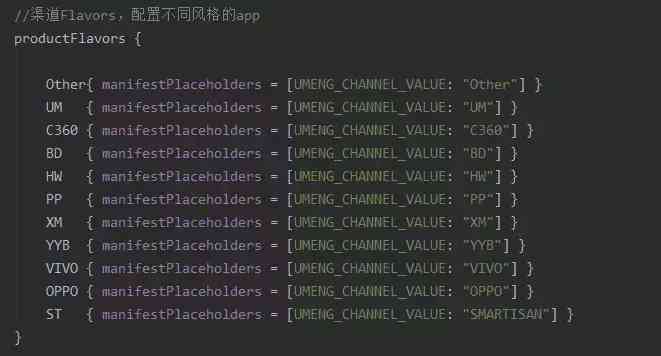 //渠道Flavors，配置不同风格的app
productFlavors {
Other{ manifestPlaceholders = [UMENG_CHANNEL_VALUE: "Other"] }
UM { manifestPlaceholders = [UMENG_CHANNEL_VALUE: "UM"] }
C360 { manifestPlaceholders = [UMENG_CHANNEL_VALUE: "C360"] }
BD { manifestPlaceholders = [UMENG_CHANNEL_VALUE: "BD"] }
HW { manifestPlaceholders = [UMENG_CHANNEL_VALUE: "HW"] }
PP { manifestPlaceholders = [UMENG_CHANNEL_VALUE: "PP"] }
XM { manifestPlaceholders = [UMENG_CHANNEL_VALUE: "XM"] }
YYB { manifestPlaceholders = [UMENG_CHANNEL_VALUE: "YYB"] }
VIVO { manifestPlaceholders = [UMENG_CHANNEL_VALUE: "VIVO"] }
OPPO { manifestPlaceholders = [UMENG_CHANNEL_VALUE: "OPPO"] }
ST { manifestPlaceholders = [UMENG_CHANNEL_VALUE: "SMARTISAN"] }
}